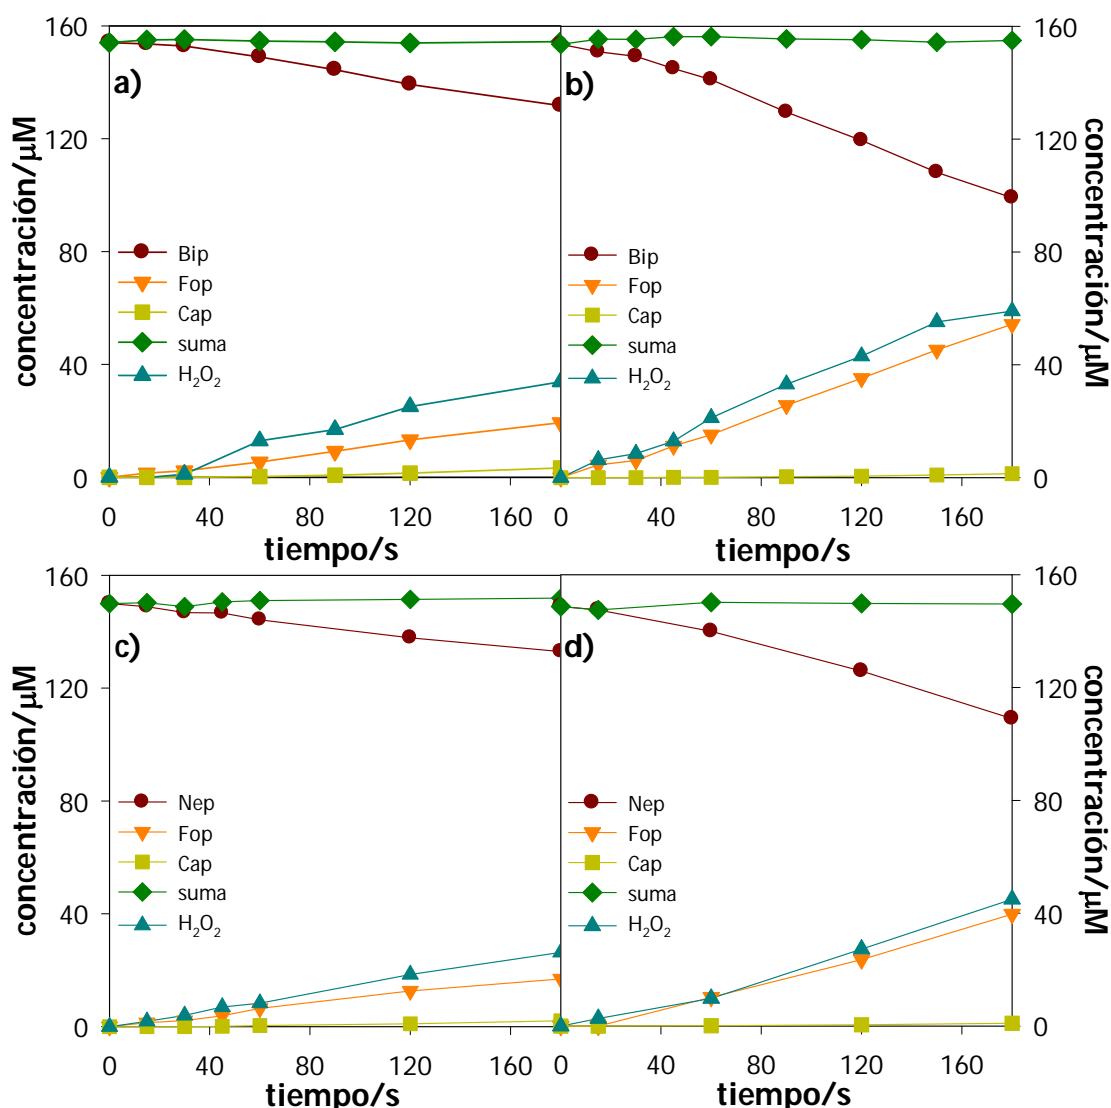 160
120
80
40
0
concentración/µM
a)
Bip
Fop
Cap
suma
H₂O₂
0 40 80 120 160
tiempo/s
b)
Bip
Fop
Cap
suma
H₂O₂
0 40 80 120 160
tiempo/s
160
120
80
40
0
concentración/µM
160
120
80
40
0
concentración/µM
c)
Nep
Fop
Cap
suma
H₂O₂
0 40 80 120 160
tiempo/s
d)
Nep
Fop
Cap
suma
H₂O₂
0 40 80 120 160
tiempo/s
160
120
80
40
0
concentración/µM